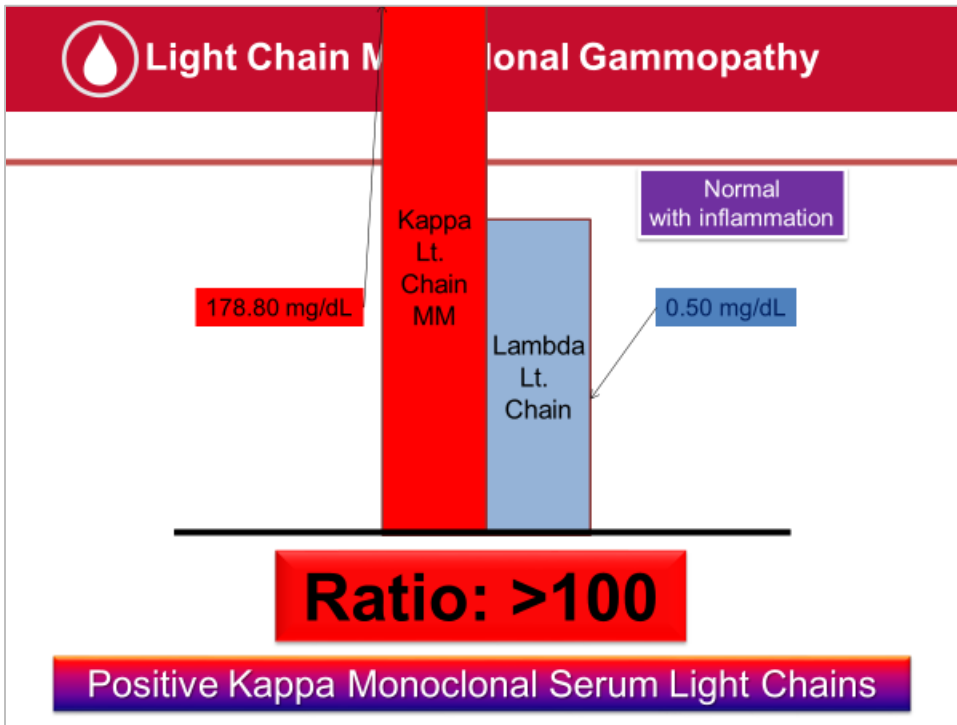 Light Chain M lonal Gammopathy
Normal
with inflammation
Kappa
Lt.
Chain
MM
178.80 mg/dL
0.50 mg/dL
Lambda
Lt.
Chain
Ratio: >100
Positive Kappa Monoclonal Serum Light Chains